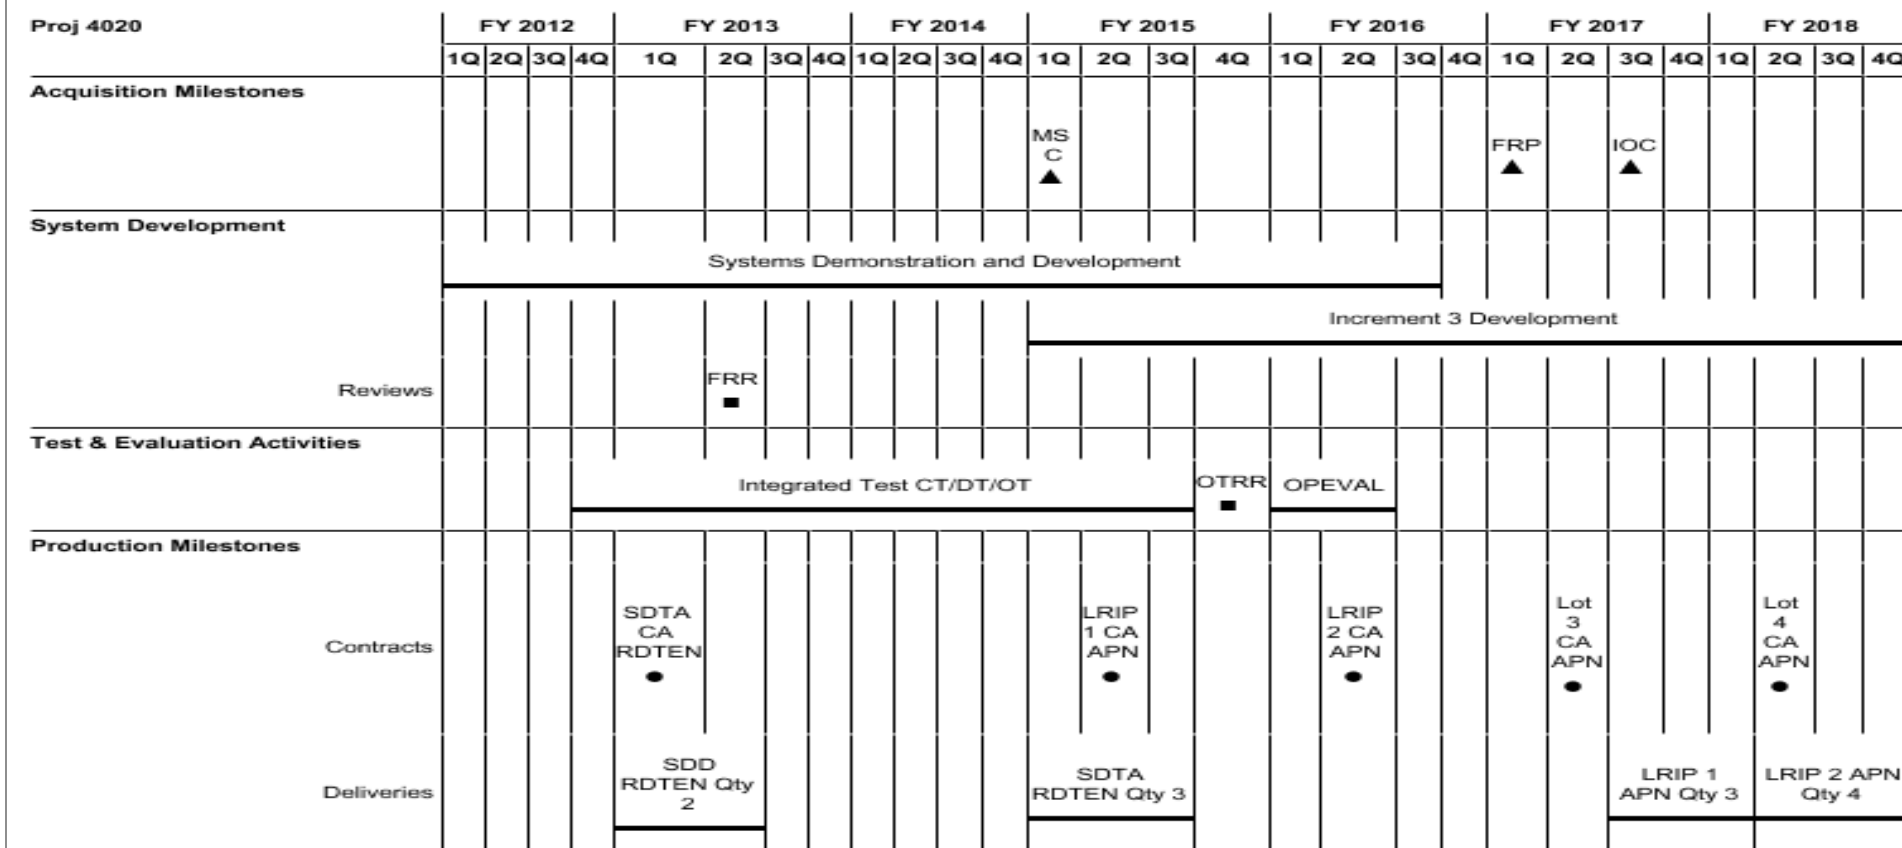 Proj 4020 FY 2012 FY 2013 FY 2014 FY 2015 FY 2016 FY 2017 FY 2018
1Q 2Q 3Q 4Q 1Q 2Q 3Q 4Q 1Q 2Q 3Q 4Q 1Q 2Q 3Q 4Q 1Q 2Q 3Q 4Q 1Q 2Q 3Q 4Q 1Q 2Q 3Q 4Q
Acquisition Milestones
MS
C
FRP
IOC
System Development
Systems Demonstration and Development
Increment 3 Development
Reviews
FRR
Test & Evaluation Activities
Integrated Test CT/DT/OT
OTRR
OPEVAL
Production Milestones
Contracts
SDTA
CA
RDTEN
LRIP
1 CA
APN
LRIP
2 CA
APN
Lot
3
CA
APN
Lot
4
CA
APN
Deliveries
SDD
RDTEN Qty
2
SDTA
RDTEN Qty 3
LRIP 1
APN Qty 3
LRIP 2 APN
Qty 4